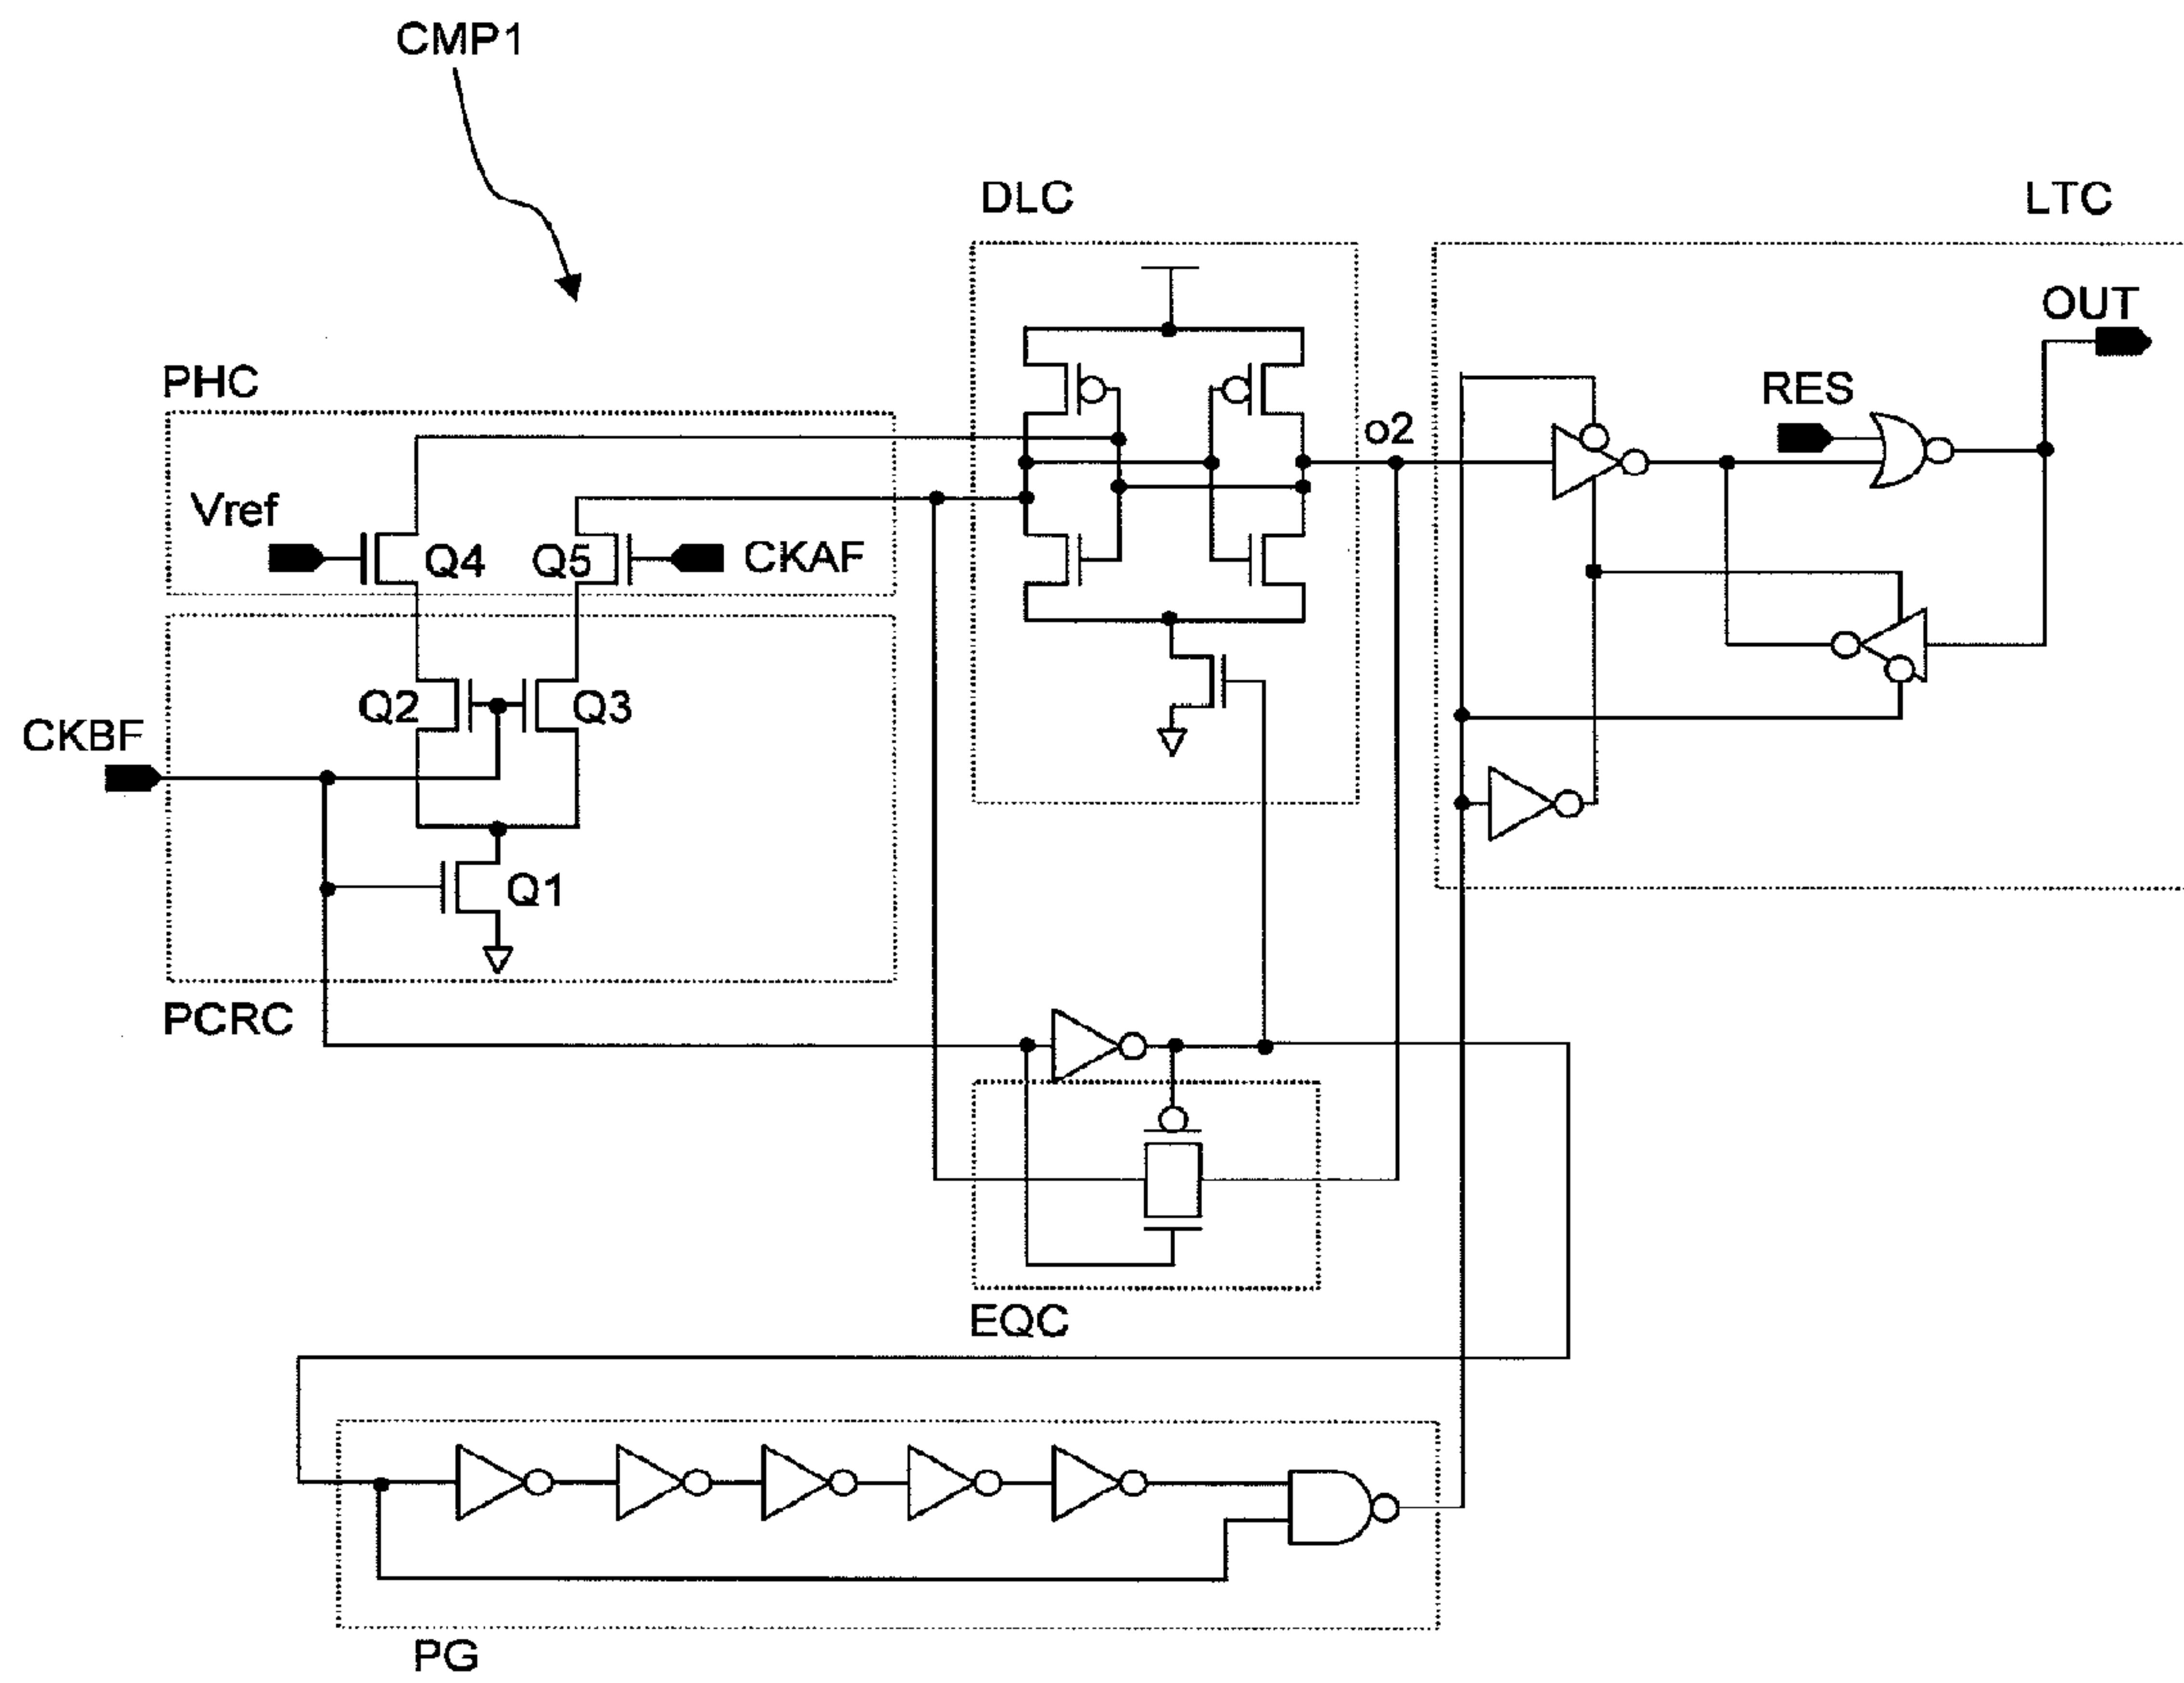 CMP1
DLC
LTC
OUT
PHC
RES
o2
Vref
Q4
Q5
CKAF
Q2
Q3
CKBF
Q1
PCRC
EQC
PG